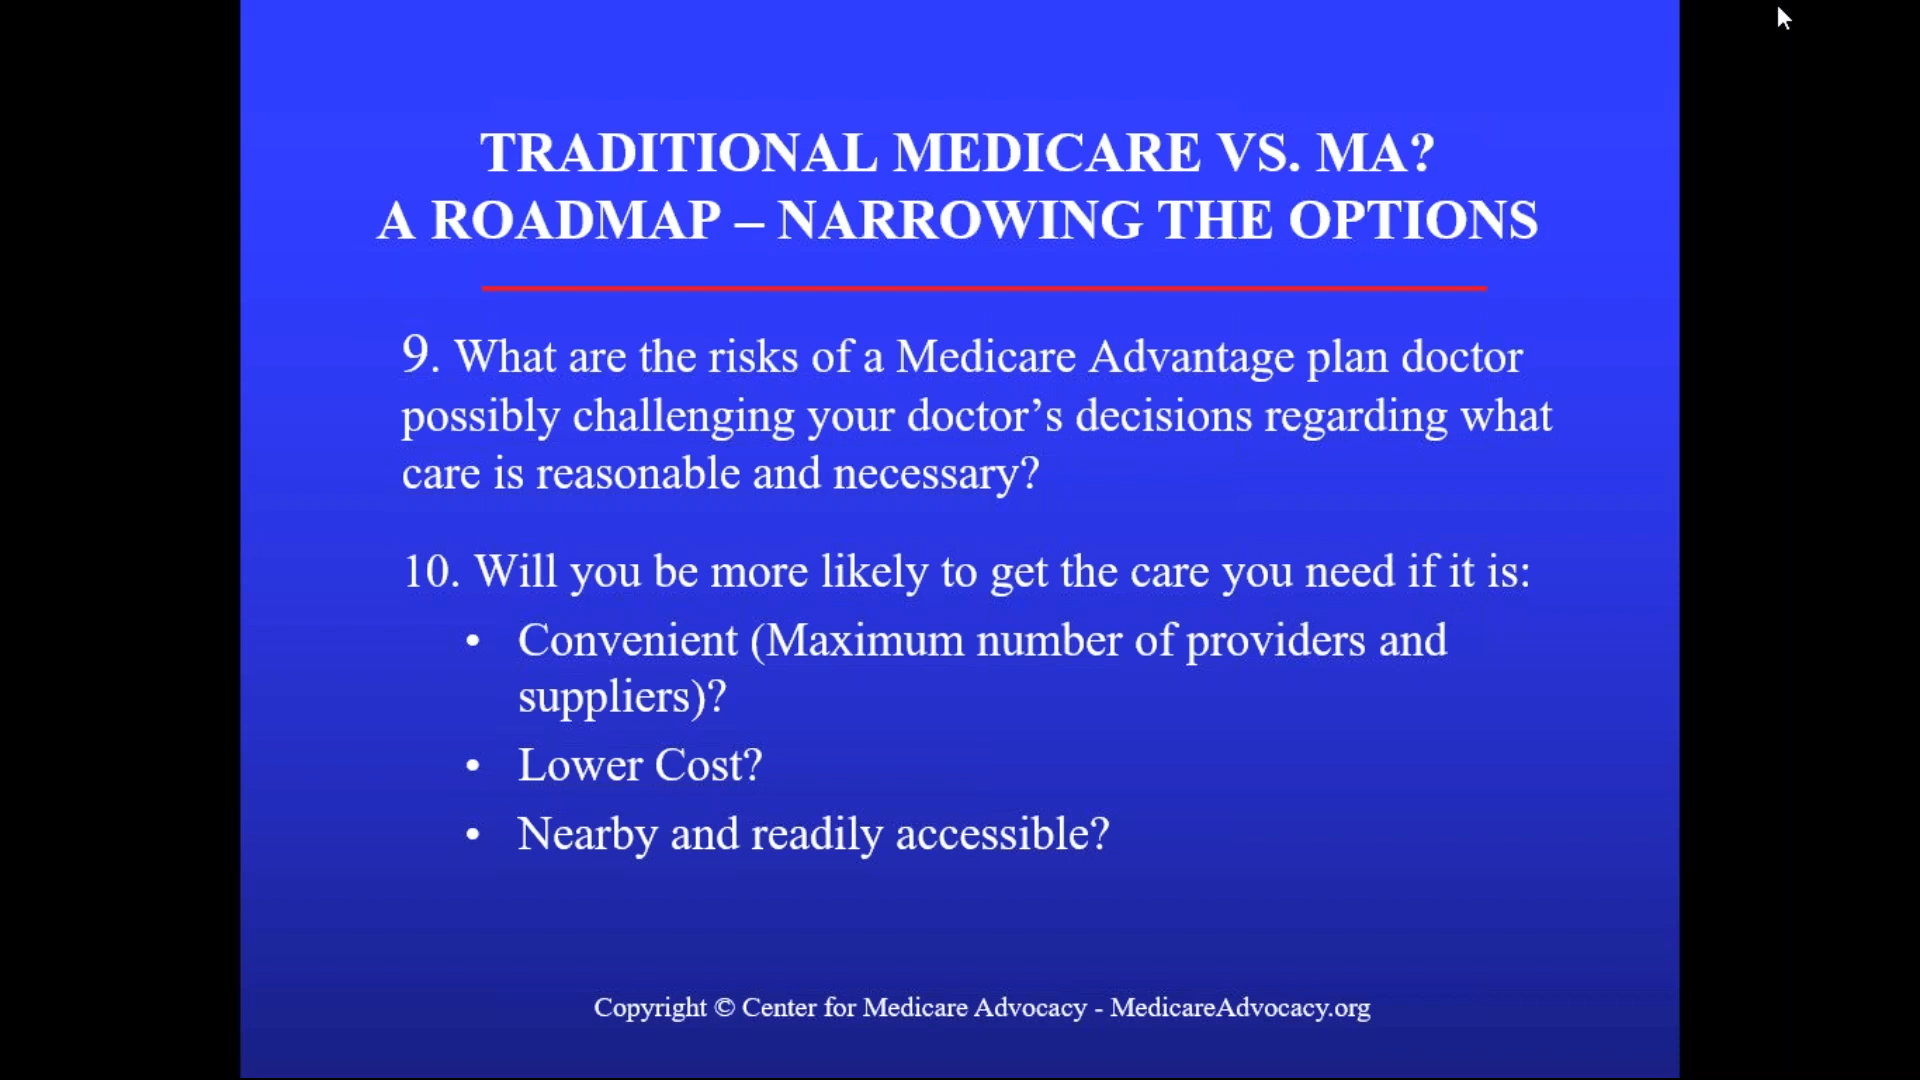 TRADITIONAL MEDICARE VS. MA?
A ROADMAP – NARROWING THE OPTIONS
9. What are the risks of a Medicare Advantage plan doctor
possibly challenging your doctor’s decisions regarding what
care is reasonable and necessary?
10. Will you be more likely to get the care you need if it is:
• Convenient (Maximum number of providers and
suppliers)?
• Lower Cost?
• Nearby and readily accessible?
Copyright © Center for Medicare Advocacy - MedicareAdvocacy.org